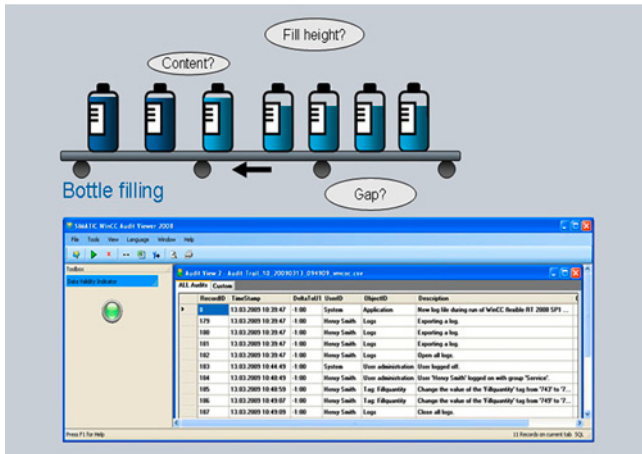 Fill height?
Content?
Bottle filling
Gap?
SIMATIC WinCC Audit Viewer 2008
File Tools View Language Window Help
Toolbox
Data Validity Indicator
Audit View 2 Audit Trail_10_20090313_094909_wincc.csv
ALL Audits Custom
RecordID TimeStamp DeltaToUT UserID ObjectID Description
0 13.03.2009 10:39:47 -1:00 System Application New log file during run of WinCC flexible RT 2008 SP1 ...
179 13.03.2009 10:39:47 -1:00 Henry Smith Logs Exporting a log.
180 13.03.2009 10:39:47 -1:00 Henry Smith Logs Exporting a log.
181 13.03.2009 10:39:47 -1:00 Henry Smith Logs Exporting a log.
182 13.03.2009 10:39:47 -1:00 Henry Smith Logs Open all logs.
183 13.03.2009 10:44:49 -1:00 System User administration User logged off.
184 13.03.2009 10:48:49 -1:00 Henry Smith User administration User 'Henry Smith' logged on with group 'Service'.
185 13.03.2009 10:48:59 -1:00 Henry Smith Tag: Fillquantity Change the value of the 'Fillquantity' tag from '743' to '7...
186 13.03.2009 10:49:07 -1:00 Henry Smith Tag: Fillquantity Change the value of the 'Fillquantity' tag from '749' to '7...
187 13.03.2009 10:49:09 -1:00 Henry Smith Logs Close all logs.
Press F1 for Help 11 Records on current tab SQL